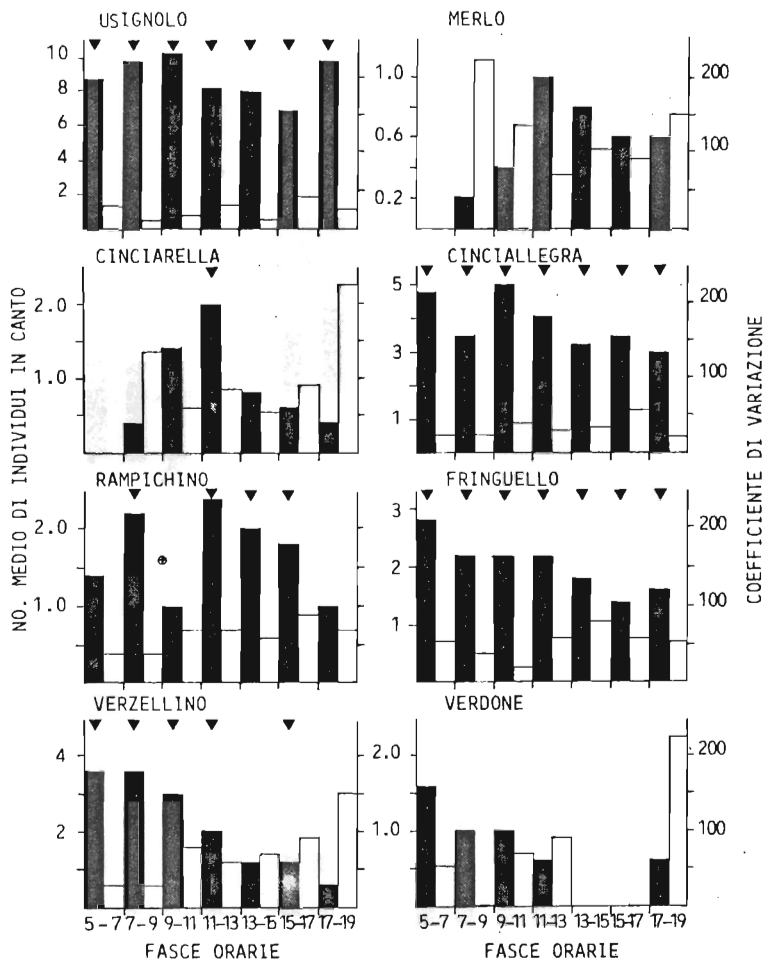 USIGNOLO
10
8
6
4
2
MERLO
1.0
0.6
0.2
200
100
CINCIARELLA
2.0
1.0
CINCIALLEGRA
5
3
1
200
100
RAMPICHINO
2.0
1.0
FRINGUELLO
3
2
1
200
100
VERZELLINO
4
2
VERDONE
2.0
1.0
200
100
NO. MEDIO DI INDIVIDUI IN CANTO
COEFFICIENTE DI VARIAZIONE
5-7 7-9 9-11 11-13 13-15 15-17 17-19
5-7 7-9 9-11 11-13 13-15 15-17 17-19
FASCE ORARIE
FASCE ORARIE